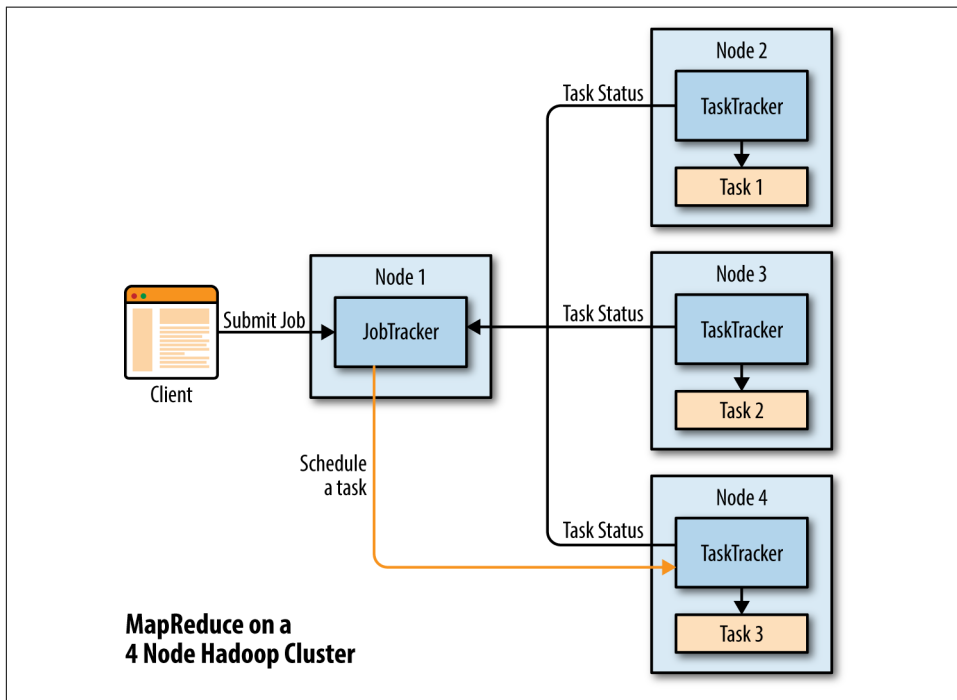 Node 2
Task Status
TaskTracker
Task 1
Node 1
Node 3
Submit Job
JobTracker
Task Status
TaskTracker
Client
Task 2
Schedule
a task
Node 4
Task Status
TaskTracker
MapReduce on a
4 Node Hadoop Cluster
Task 3